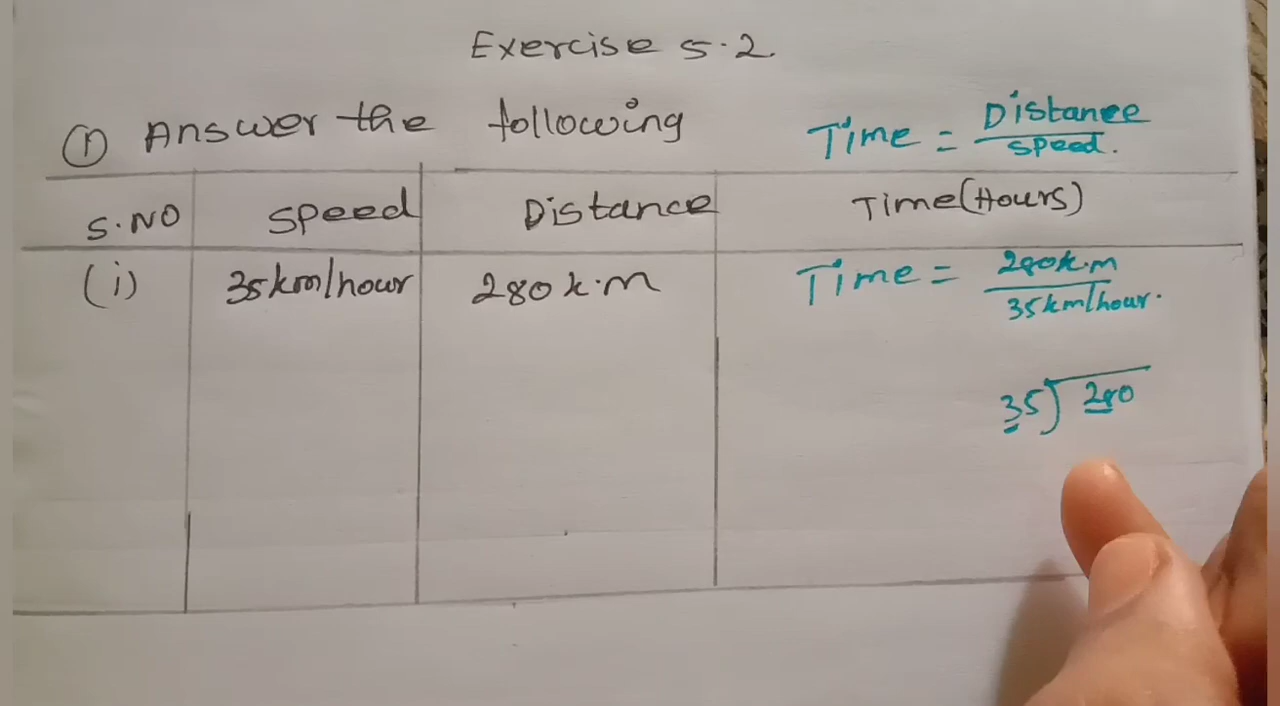 Exercise 5.2
① Answer the following
Time = Distance / speed.
S.NO Speed Distance Time(Hours)
(i) 35km/hour 280k.m Time = 280k.m / 35km/hour.
35) 280